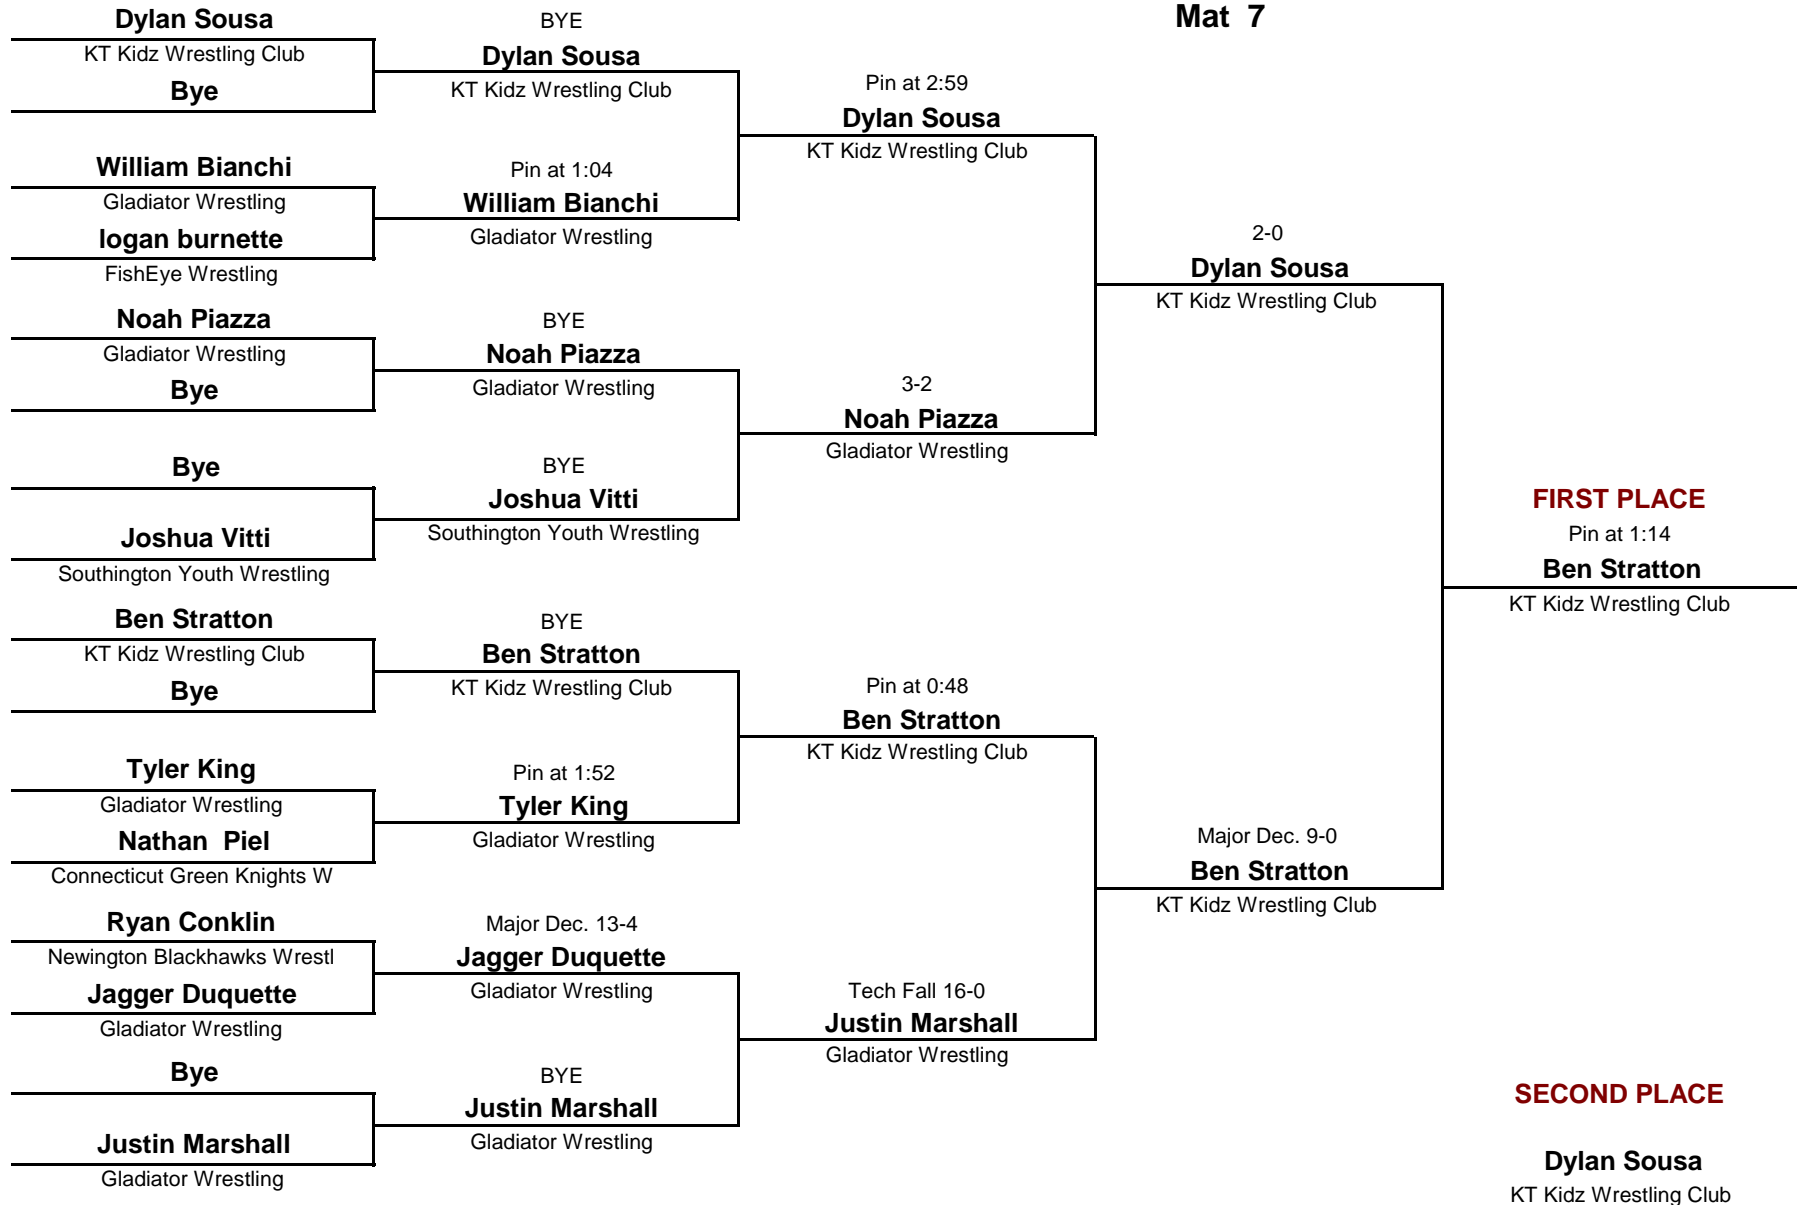 Mat  7
Dylan Sousa
KT Kidz Wrestling Club
Bye
William Bianchi
Gladiator Wrestling
logan burnette
FishEye Wrestling
Noah Piazza
Gladiator Wrestling
Bye
Bye
Joshua Vitti
Southington Youth Wrestling
Ben Stratton
KT Kidz Wrestling Club
Bye
Tyler King
Gladiator Wrestling
Nathan  Piel
Connecticut Green Knights W
Ryan Conklin
Newington Blackhawks Wrestl
Jagger Duquette
Gladiator Wrestling
Bye
Justin Marshall
Gladiator Wrestling
BYE
Dylan Sousa
KT Kidz Wrestling Club
Pin at 1:04
William Bianchi
Gladiator Wrestling
BYE
Noah Piazza
Gladiator Wrestling
BYE
Joshua Vitti
Southington Youth Wrestling
BYE
Ben Stratton
KT Kidz Wrestling Club
Pin at 1:52
Tyler King
Gladiator Wrestling
Major Dec. 13-4
Jagger Duquette
Gladiator Wrestling
BYE
Justin Marshall
Gladiator Wrestling
Pin at 2:59
Dylan Sousa
KT Kidz Wrestling Club
3-2
Noah Piazza
Gladiator Wrestling
Pin at 0:48
Ben Stratton
KT Kidz Wrestling Club
Tech Fall 16-0
Justin Marshall
Gladiator Wrestling
2-0
Dylan Sousa
KT Kidz Wrestling Club
Major Dec. 9-0
Ben Stratton
KT Kidz Wrestling Club
FIRST PLACE
Pin at 1:14
Ben Stratton
KT Kidz Wrestling Club
SECOND PLACE
Dylan Sousa
KT Kidz Wrestling Club